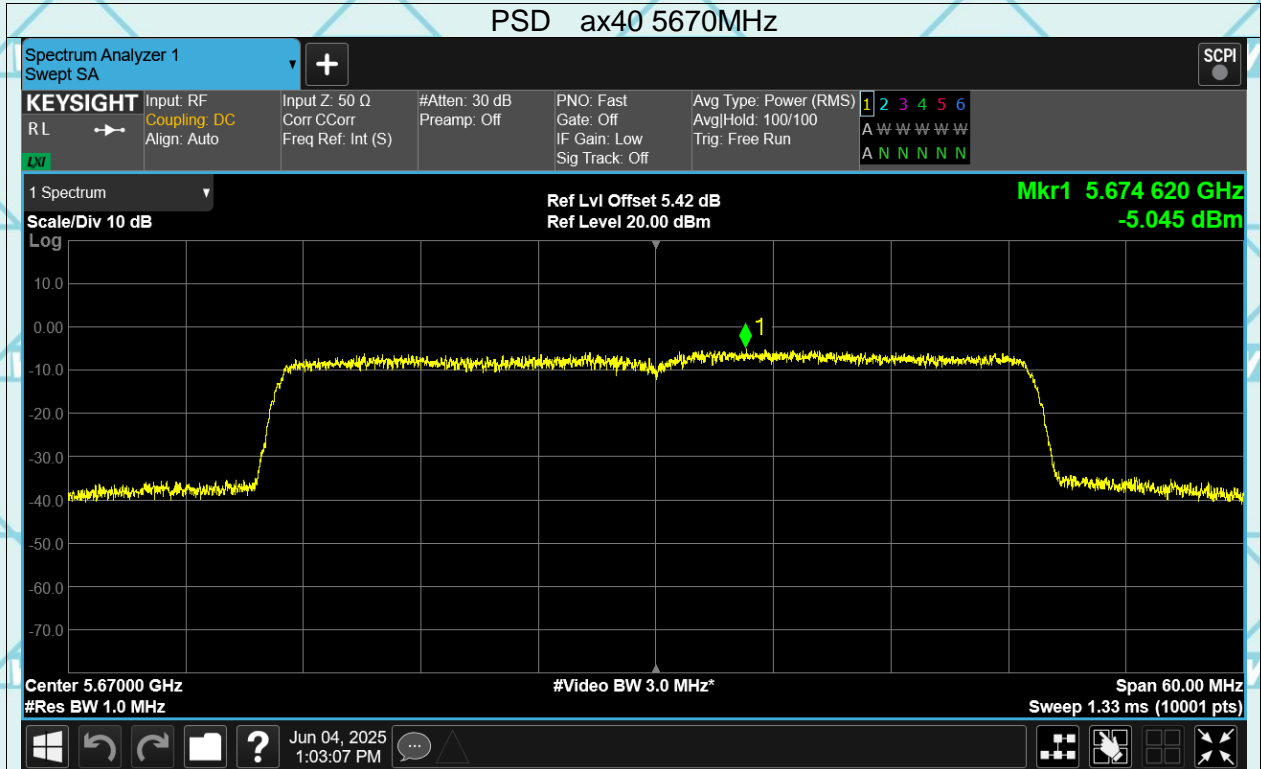 PSD ax40 5670MHz
Spectrum Analyzer 1
Swept SA
+
SCPI
KEYSIGHT
RL
LXI
Input: RF
Coupling: DC
Align: Auto
Input Z: 50 Ω
Corr CCorr
Freq Ref: Int (S)
#Atten: 30 dB
Preamp: Off
PNO: Fast
Gate: Off
IF Gain: Low
Sig Track: Off
Avg Type: Power (RMS)
Avg|Hold: 100/100
Trig: Free Run
1 2 3 4 5 6
A W W W W W
A N N N N N
1 Spectrum
Scale/Div 10 dB
Ref Lvl Offset 5.42 dB
Ref Level 20.00 dBm
Mkr1 5.674 620 GHz
-5.045 dBm
Log
10.0
0.00
-10.0
-20.0
-30.0
-40.0
-50.0
-60.0
-70.0
1
Center 5.67000 GHz
#Video BW 3.0 MHz*
Span 60.00 MHz
#Res BW 1.0 MHz
Sweep 1.33 ms (10001 pts)
?
Jun 04, 2025
1:03:07 PM